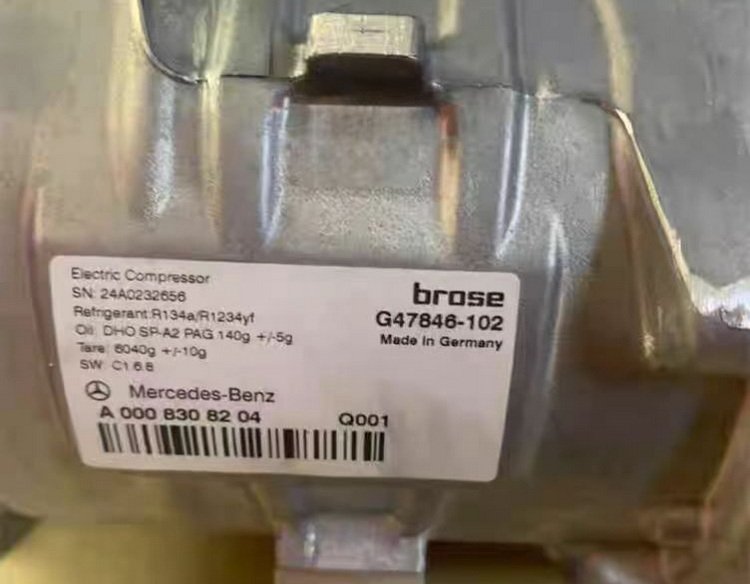 Electric Compressor
SN: 24A0232656
Refrigerant:R134a/R1234yf
Oil: DHO SP-A2 PAG 140g +/-5g
Tare: 6040g +/-10g
SW: C1.6.8
brose
G47846-102
Made in Germany
Mercedes-Benz
A 000 830 82 04 Q001